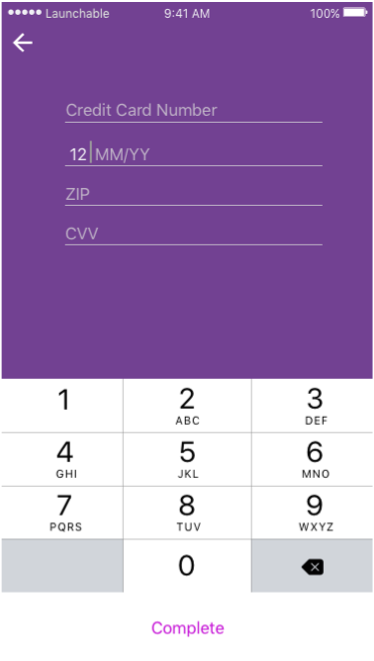 Launchable 9:41 AM 100%
Credit Card Number
12 MM/YY
ZIP
CVV
1 2 3
ABC DEF
4 5 6
GHI JKL MNO
7 8 9
PQRS TUV WXYZ
0
Complete